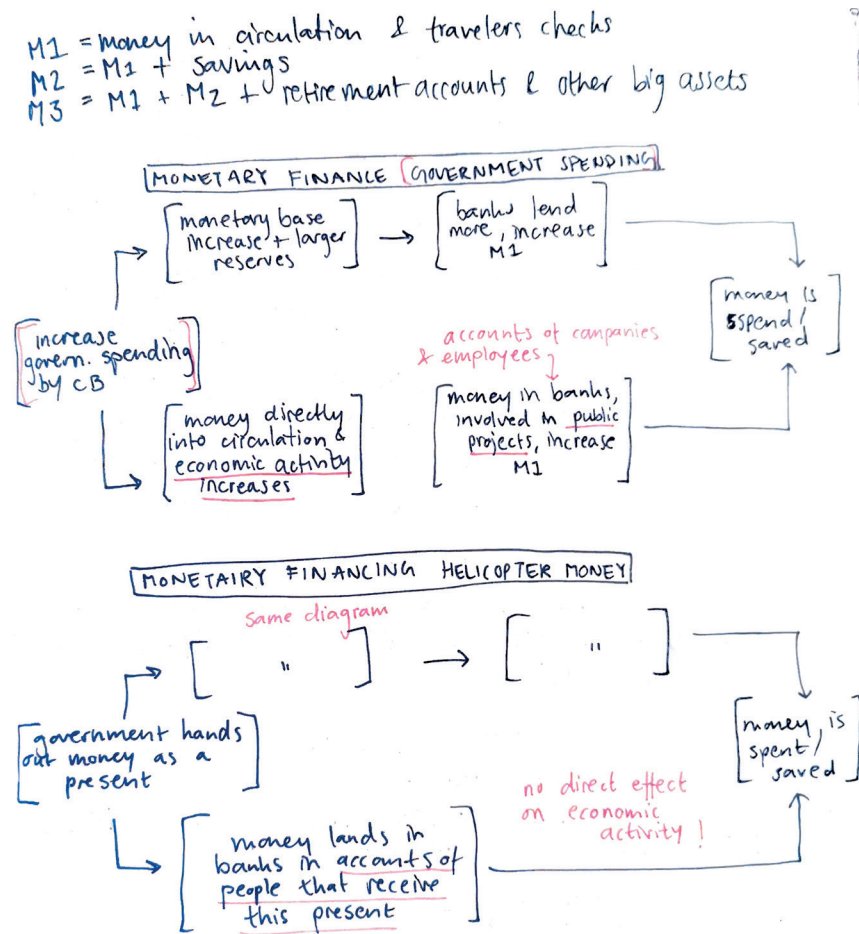 M1 = money in circulation & travelers checks
M2 = M1 + savings
M3 = M1 + M2 + retirement accounts & other big assets
MONETARY FINANCE (GOVERNMENT SPENDING)
monetary base
increase + larger
reserves
banks lend
more, increase
M1
money is
sspend/
saved
increase
govern. spending
by CB
accounts of companies
& employees
money directly
into circulation &
economic activity
increases
money in banks,
involved in public
projects, increase
M1
MONETAIRY FINANCING HELICOPTER MONEY
same diagram
"
"
government hands
out money as a
present
money is
spent/
saved
no direct effect
on economic
activity!
money lands in
banks in accounts of
people that receive
this present